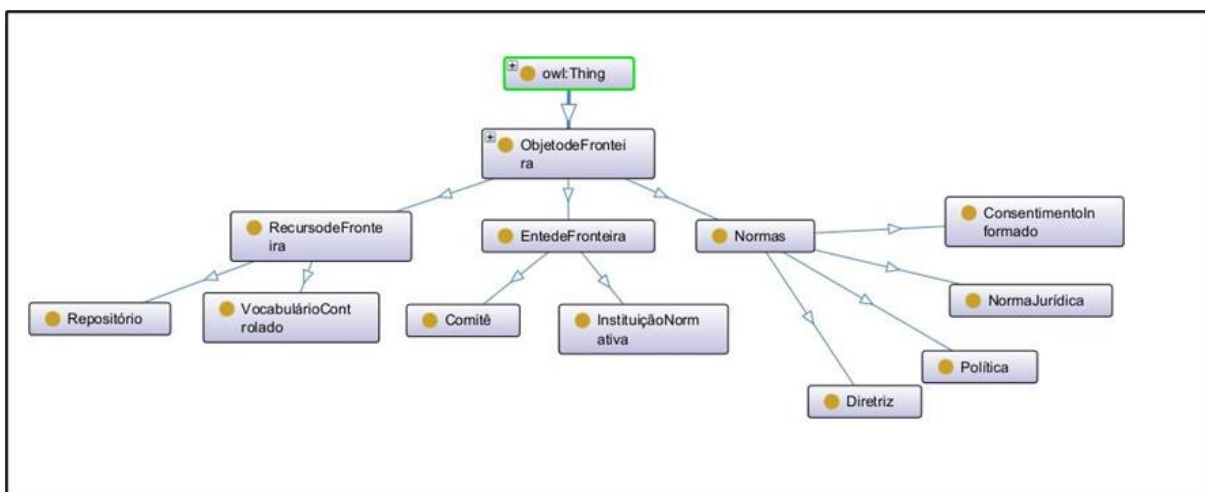 owl:Thing
ObjetodeFrontei
ra
RecursodeFronte
ira
EntedeFronteira
Normas
ConsentimentoIn
formado
Repositório
VocabulárioCont
rolado
Comitê
InstituiçãoNorm
ativa
NormaJurídica
Política
Diretriz